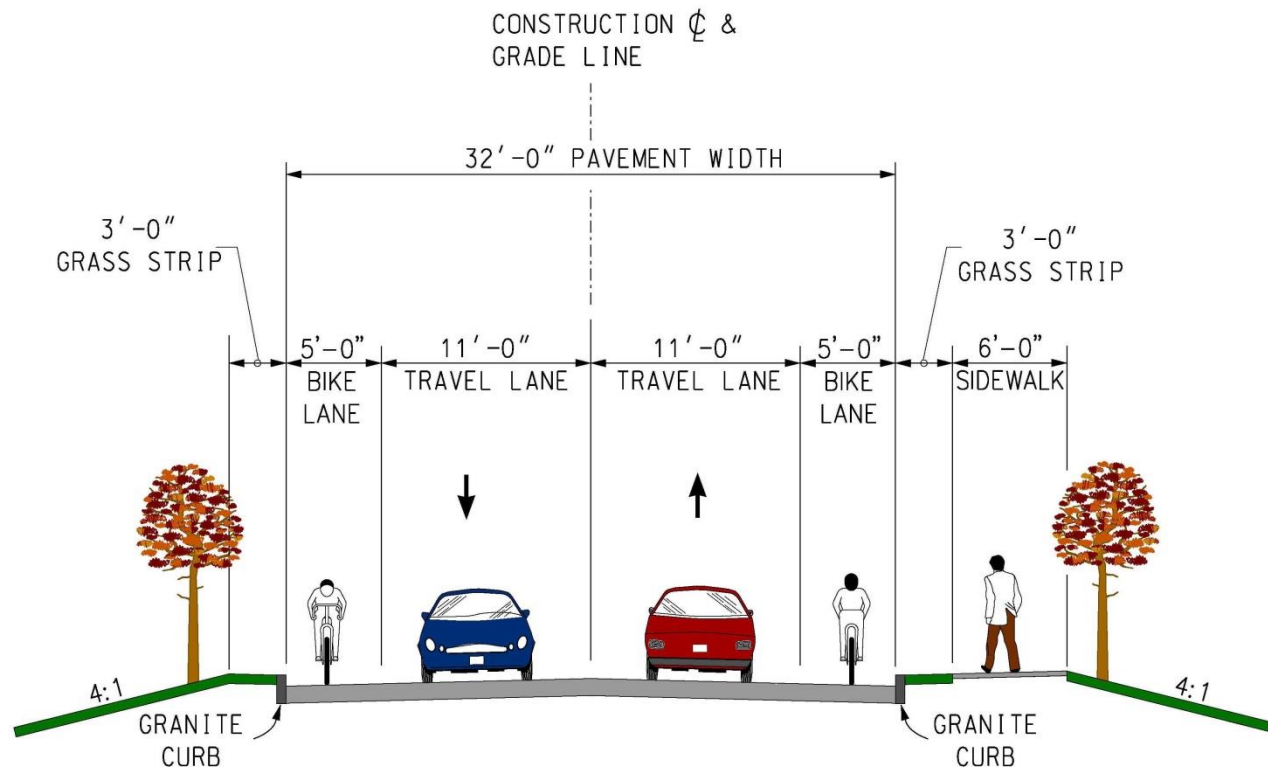 CONSTRUCTION ℄ &
GRADE LINE
32'-0" PAVEMENT WIDTH
3'-0"
GRASS STRIP
3'-0"
GRASS STRIP
5'-0"
BIKE
LANE
11'-0"
TRAVEL LANE
11'-0"
TRAVEL LANE
5'-0"
BIKE
LANE
6'-0"
SIDEWALK
4:1
4:1
GRANITE
CURB
GRANITE
CURB